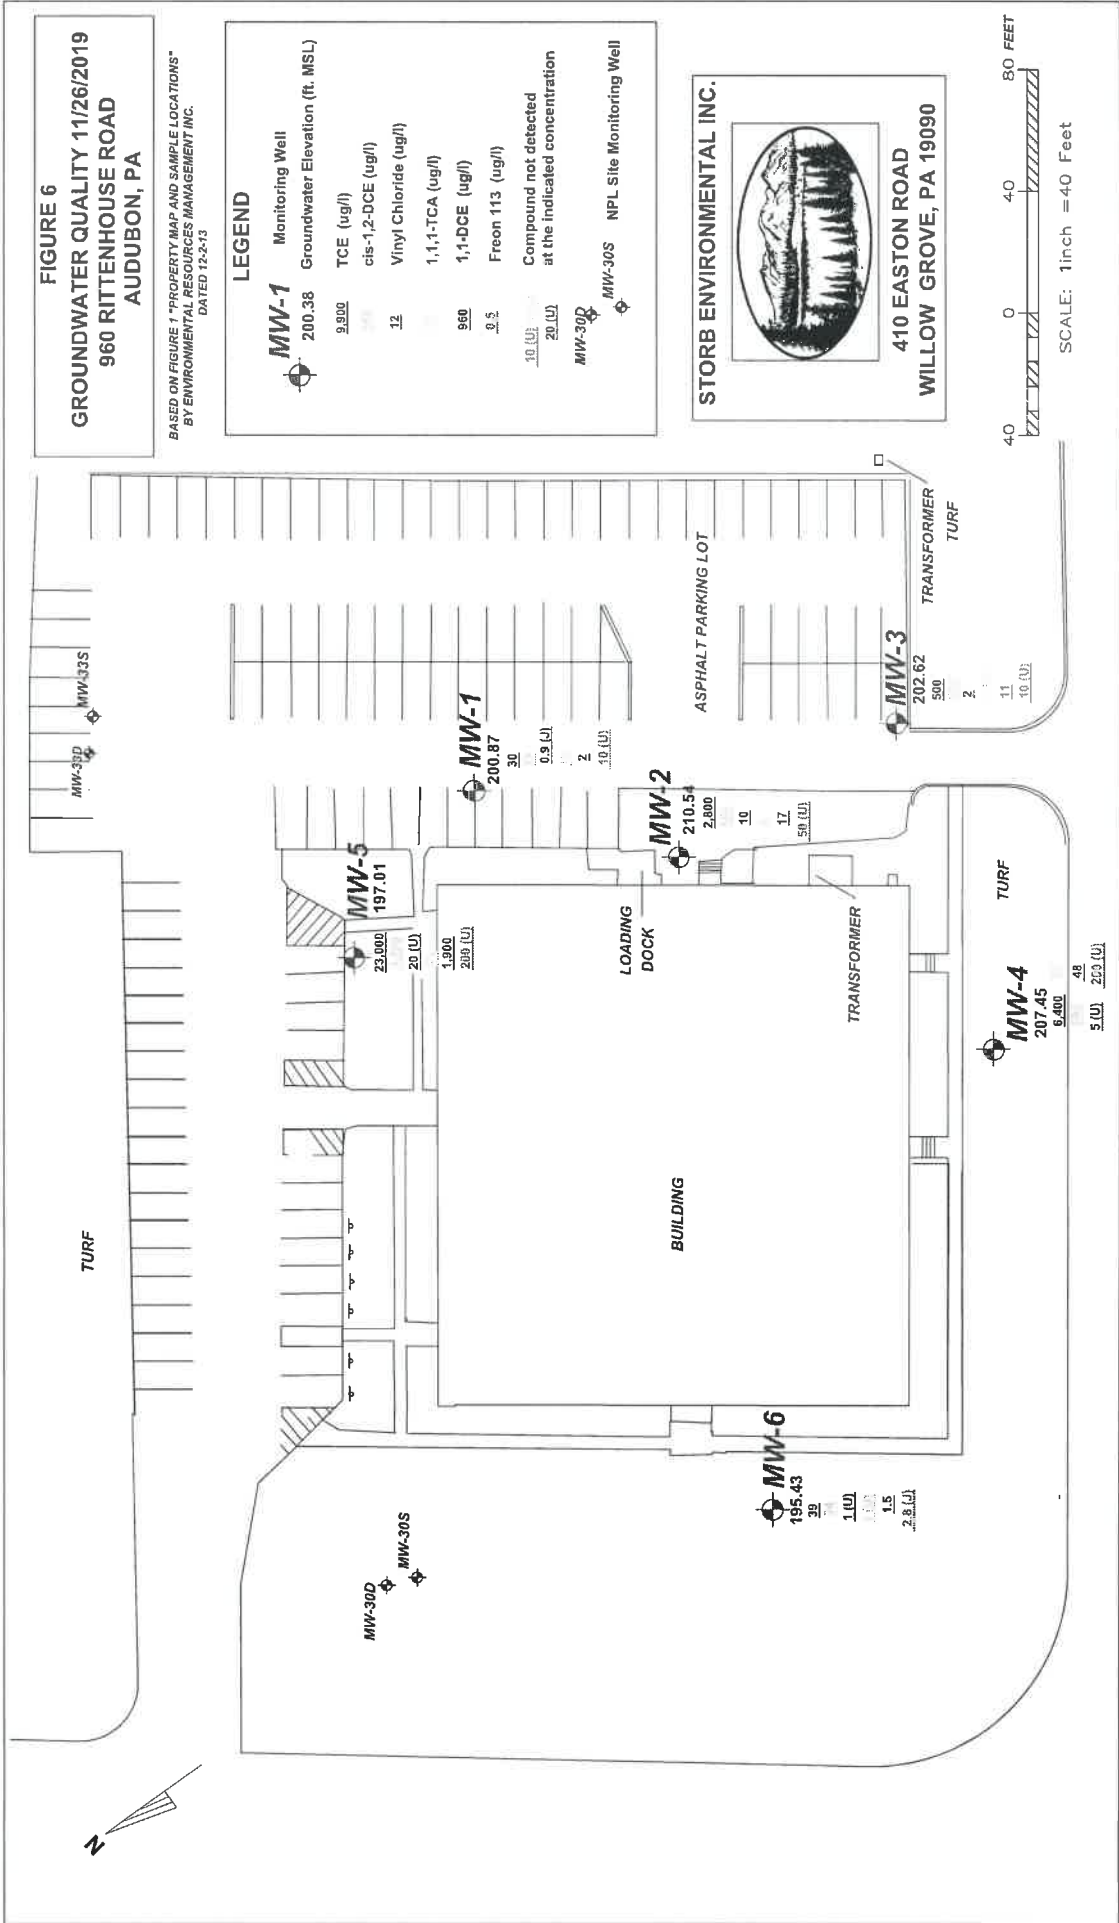 FIGURE 6
GROUNDWATER QUALITY 11/26/2019
960 RITTENHOUSE ROAD
AUDUBON, PA
BASED ON FIGURE 1 "PROPERTY MAP AND SAMPLE LOCATIONS"
BY ENVIRONMENTAL RESOURCES MANAGEMENT INC.
DATED 12-2-13
LEGEND
MW-1 Monitoring Well
200.38 Groundwater Elevation (ft. MSL)
9,900 TCE (ug/l)
cis-1,2-DCE (ug/l)
12 Vinyl Chloride (ug/l)
1,1,1-TCA (ug/l)
960 1,1-DCE (ug/l)
9.5 Freon 113 (ug/l)
10 (U) Compound not detected
20 (U) at the indicated concentration
MW-30D MW-30S NPL Site Monitoring Well
STORB ENVIRONMENTAL INC.
410 EASTON ROAD
WILLOW GROVE, PA 19090
40 0 40 80 FEET
SCALE: 1inch =40 Feet
TURF
MW-33D
MW-33S
MW-5
197.01
23,000
20 (U)
1,900
200 (U)
MW-1
200.87
30
0.9 (J)
2
10 (U)
ASPHALT PARKING LOT
MW-2
210.54
2,800
10
17
50 (U)
MW-3
202.62
500
2
11
10 (U)
TRANSFORMER
TURF
LOADING
DOCK
TRANSFORMER
BUILDING
TURF
MW-4
207.45
6,400
48
5 (U) 200 (U)
MW-6
195.43
39
1 (U)
1.5
2.8 (J)
MW-30D
MW-30S
N